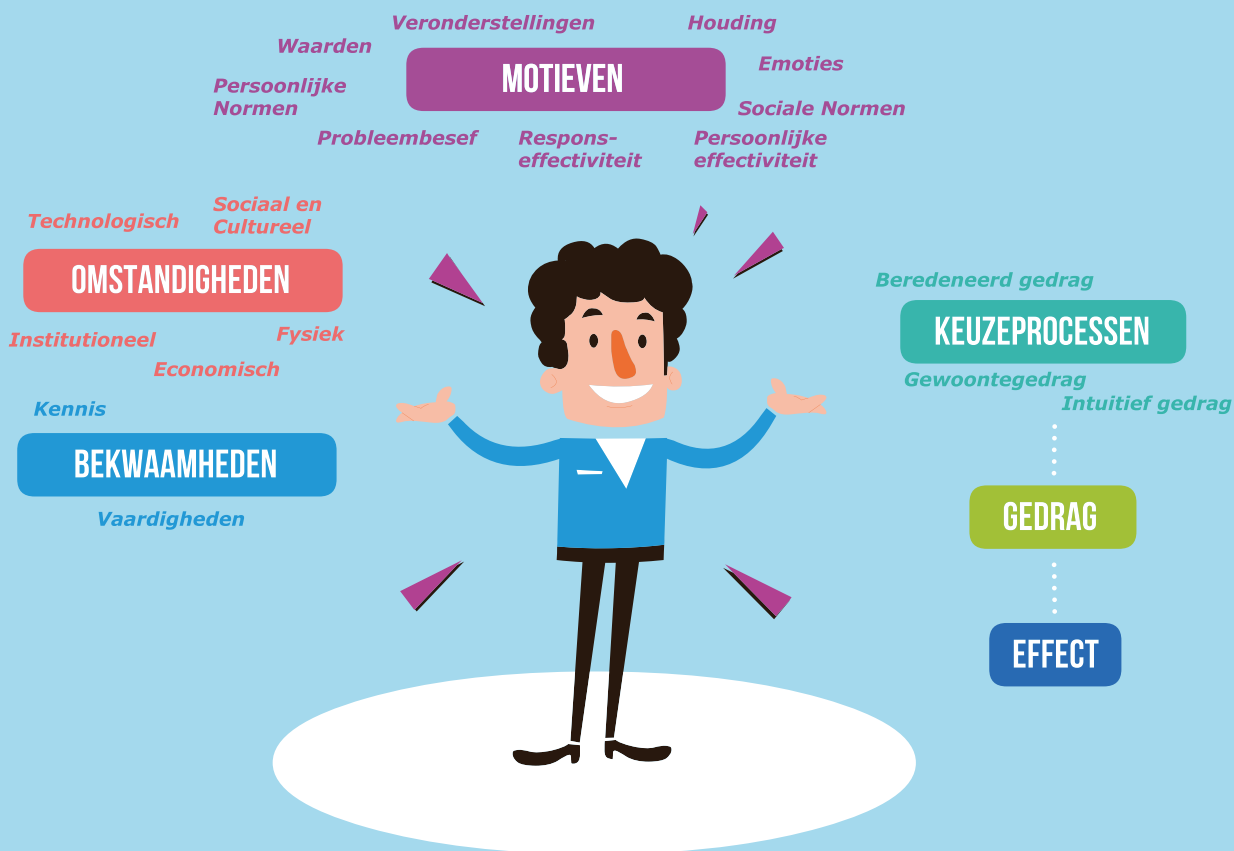 Veronderstellingen
Houding
Waarden
MOTIEVEN
Emoties
Persoonlijke
Normen
Sociale Normen
Probleembesef
Respons-
effectiviteit
Persoonlijke
effectiviteit
Technologisch
Sociaal en
Cultureel
OMSTANDIGHEDEN
Institutioneel
Fysiek
Economisch
Kennis
BEKWAAMHEDEN
Vaardigheden
Beredeneerd gedrag
KEUZEPROCESSEN
Gewoontegedrag
Intuitief gedrag
GEDRAG
EFFECT